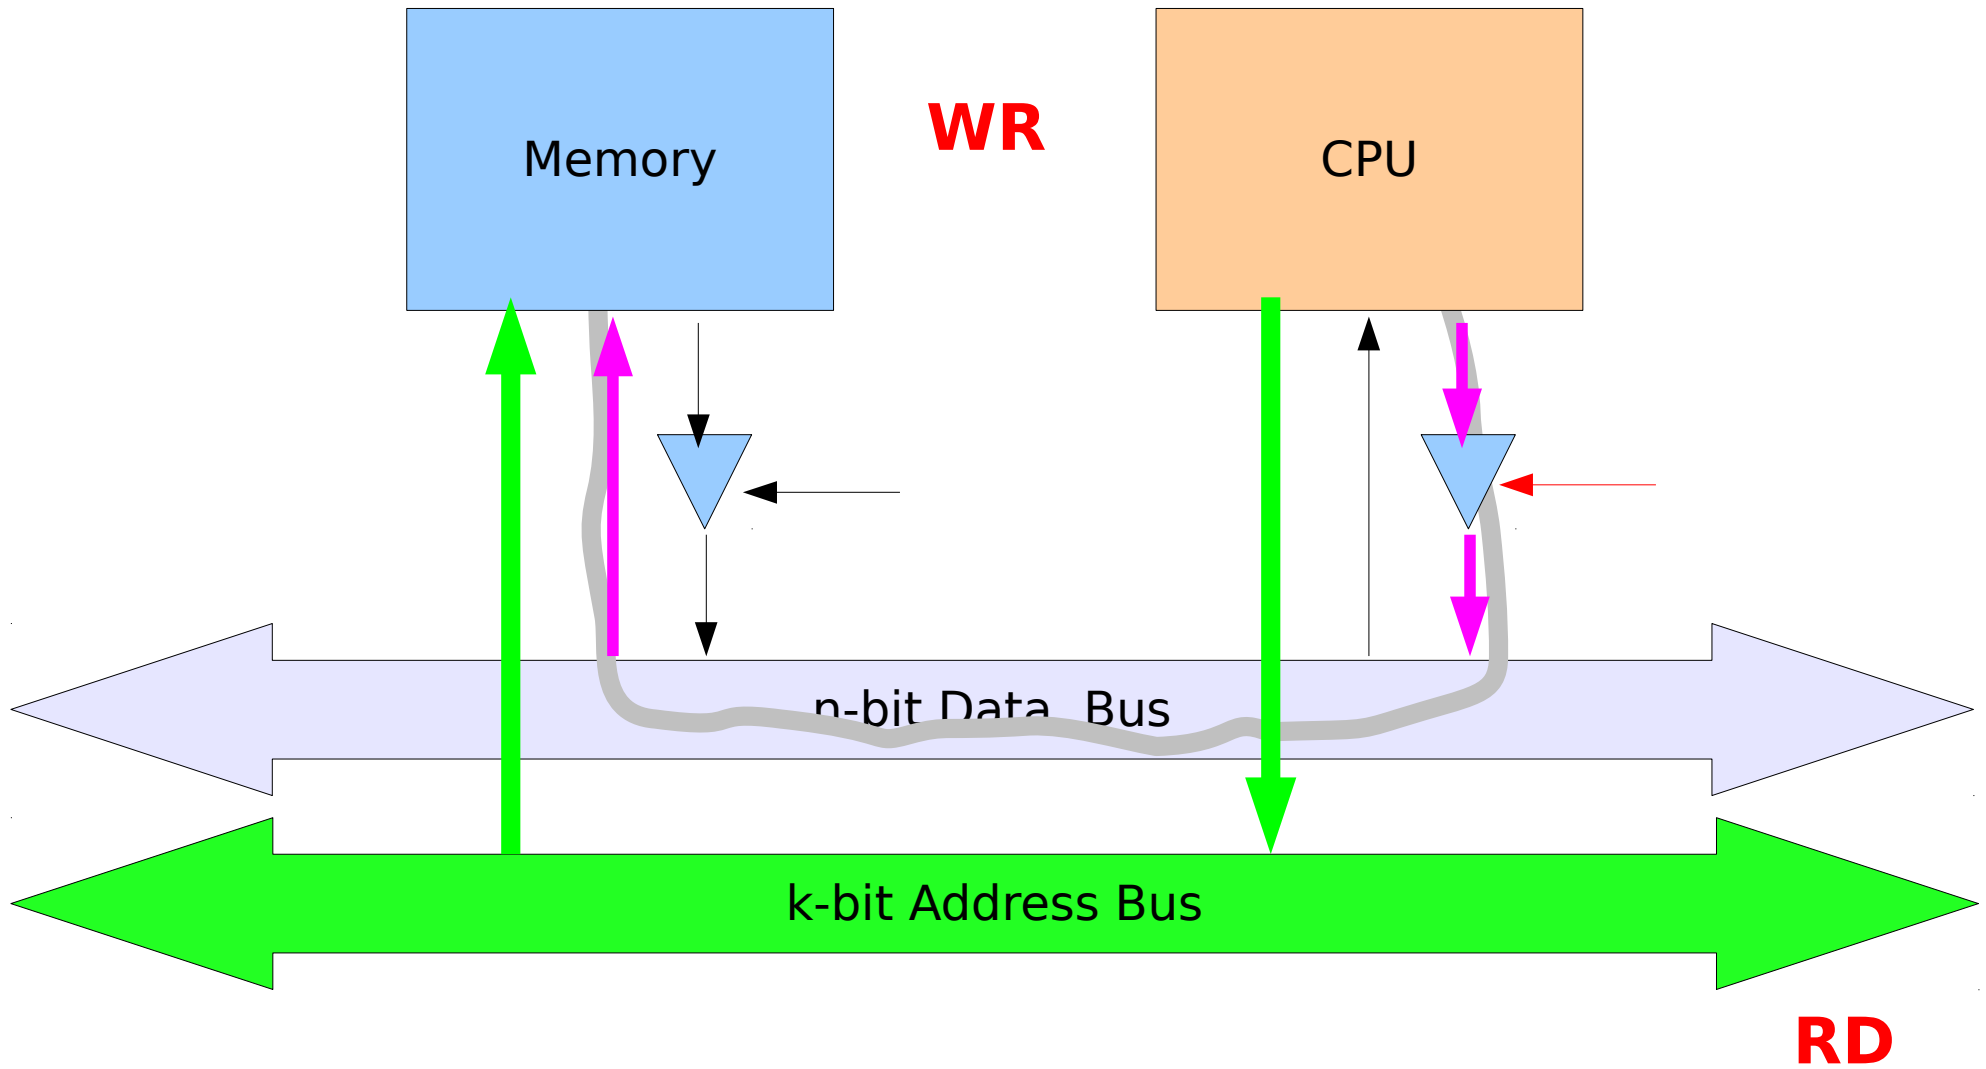 Memory
WR
CPU
n-bit Data Bus
k-bit Address Bus
RD